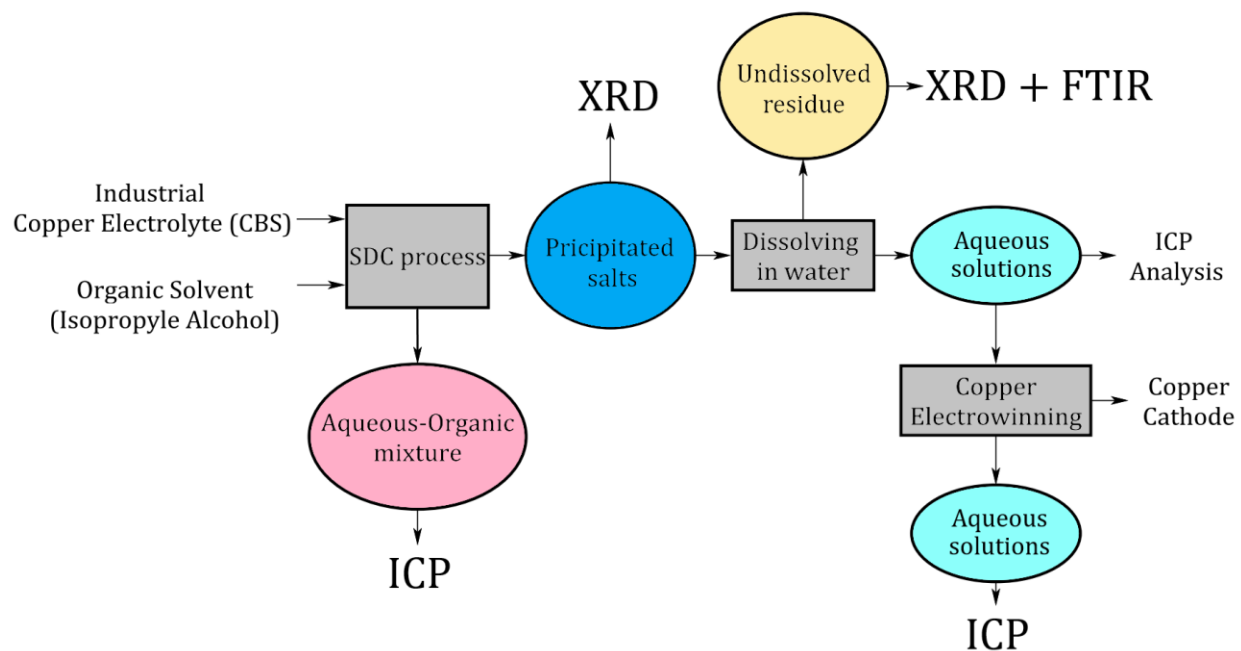 Undissolved
residue
XRD + FTIR
XRD
Industrial
Copper Electrolyte (CBS)
Organic Solvent
(Isopropyle Alcohol)
SDC process
Pricipitated
salts
Dissolving
in water
Aqueous
solutions
ICP
Analysis
Aqueous-Organic
mixture
ICP
Copper
Electrowinning
Copper
Cathode
Aqueous
solutions
ICP